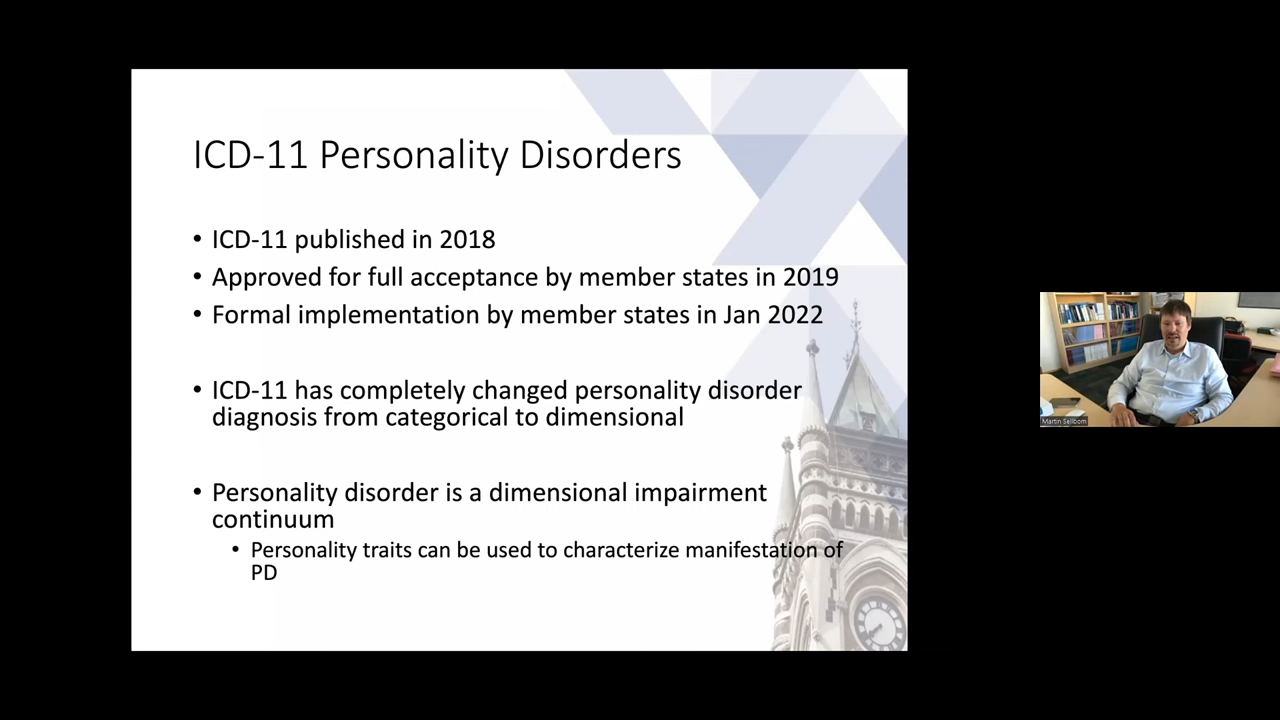 ICD-11 Personality Disorders
• ICD-11 published in 2018
• Approved for full acceptance by member states in 2019
• Formal implementation by member states in Jan 2022
• ICD-11 has completely changed personality disorder
diagnosis from categorical to dimensional
• Personality disorder is a dimensional impairment
continuum
• Personality traits can be used to characterize manifestation of
PD
Martin Sellbom